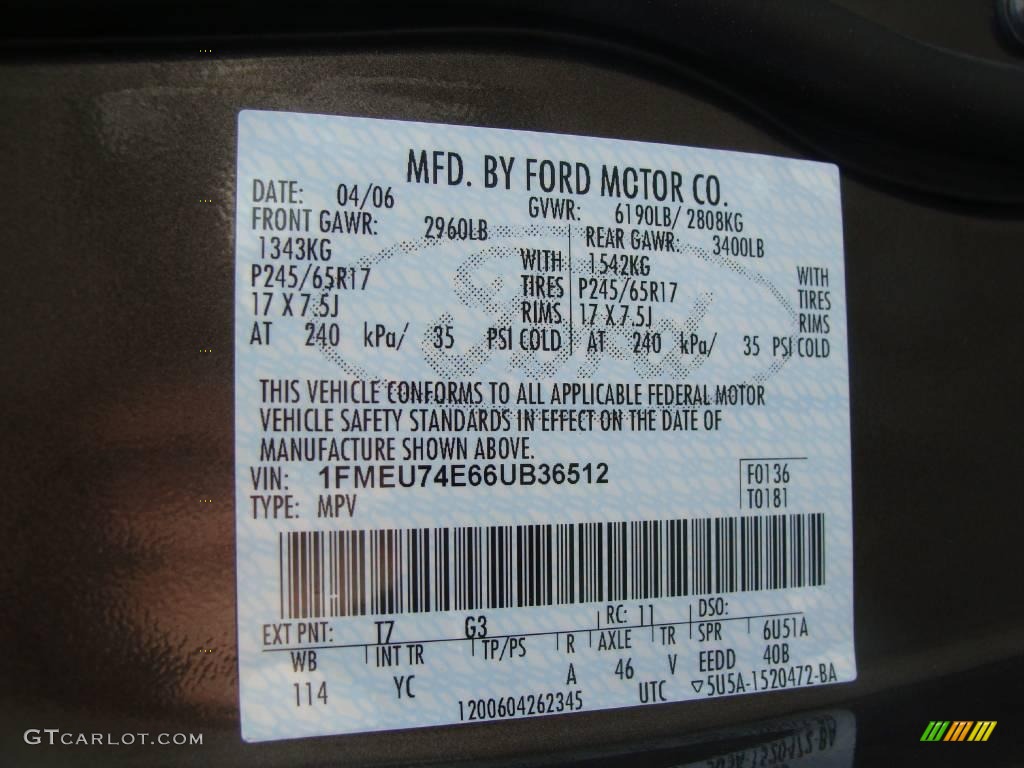 MFD. BY FORD MOTOR CO.
DATE: 04/06 GVWR: 6190LB/ 2808KG
FRONT GAWR: 2960LB REAR GAWR: 3400LB
1343KG WITH 1542KG WITH
P245/65R17 TIRES P245/65R17 TIRES
17 X 7.5J RIMS 17 X 7.5J RIMS
AT 240 kPa/ 35 PSI COLD AT 240 kPa/ 35 PSI COLD
THIS VEHICLE CONFORMS TO ALL APPLICABLE FEDERAL MOTOR
VEHICLE SAFETY STANDARDS IN EFFECT ON THE DATE OF
MANUFACTURE SHOWN ABOVE.
VIN: 1FMEU74E66UB36512 F0136
TYPE: MPV T0181
EXT PNT: T7 G3 RC: 11 DSO:
WB INT TR TP/PS R AXLE TR SPR 6U51A
114 YC A 46 V EEDD 40B
1200604262345 UTC ▽5U5A-1520472-BA
GTCARLOT.COM